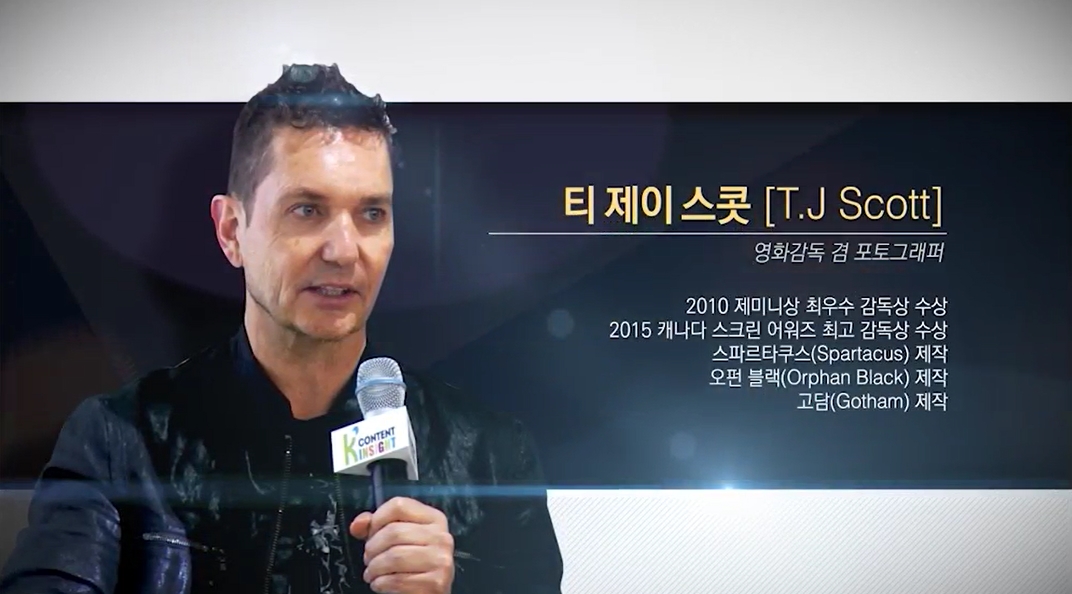 티 제이 스콧 [T.J Scott]
영화감독 겸 포토그래퍼
2010 제미니상 최우수 감독상 수상
2015 캐나다 스크린 어워즈 최고 감독상 수상
스파르타쿠스(Spartacus) 제작
오펀 블랙(Orphan Black) 제작
고담(Gotham) 제작
K' CONTENT
INSIGHT